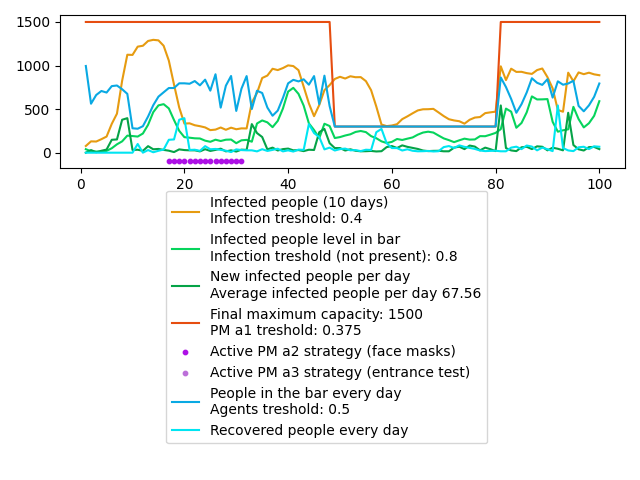 1500
1000
500
0
0 20 40 60 80 100
Infected people (10 days)
Infection treshold: 0.4
Infected people level in bar
Infection treshold (not present): 0.8
New infected people per day
Average infected people per day 67.56
Final maximum capacity: 1500
PM a1 treshold: 0.375
Active PM a2 strategy (face masks)
Active PM a3 strategy (entrance test)
People in the bar every day
Agents treshold: 0.5
Recovered people every day